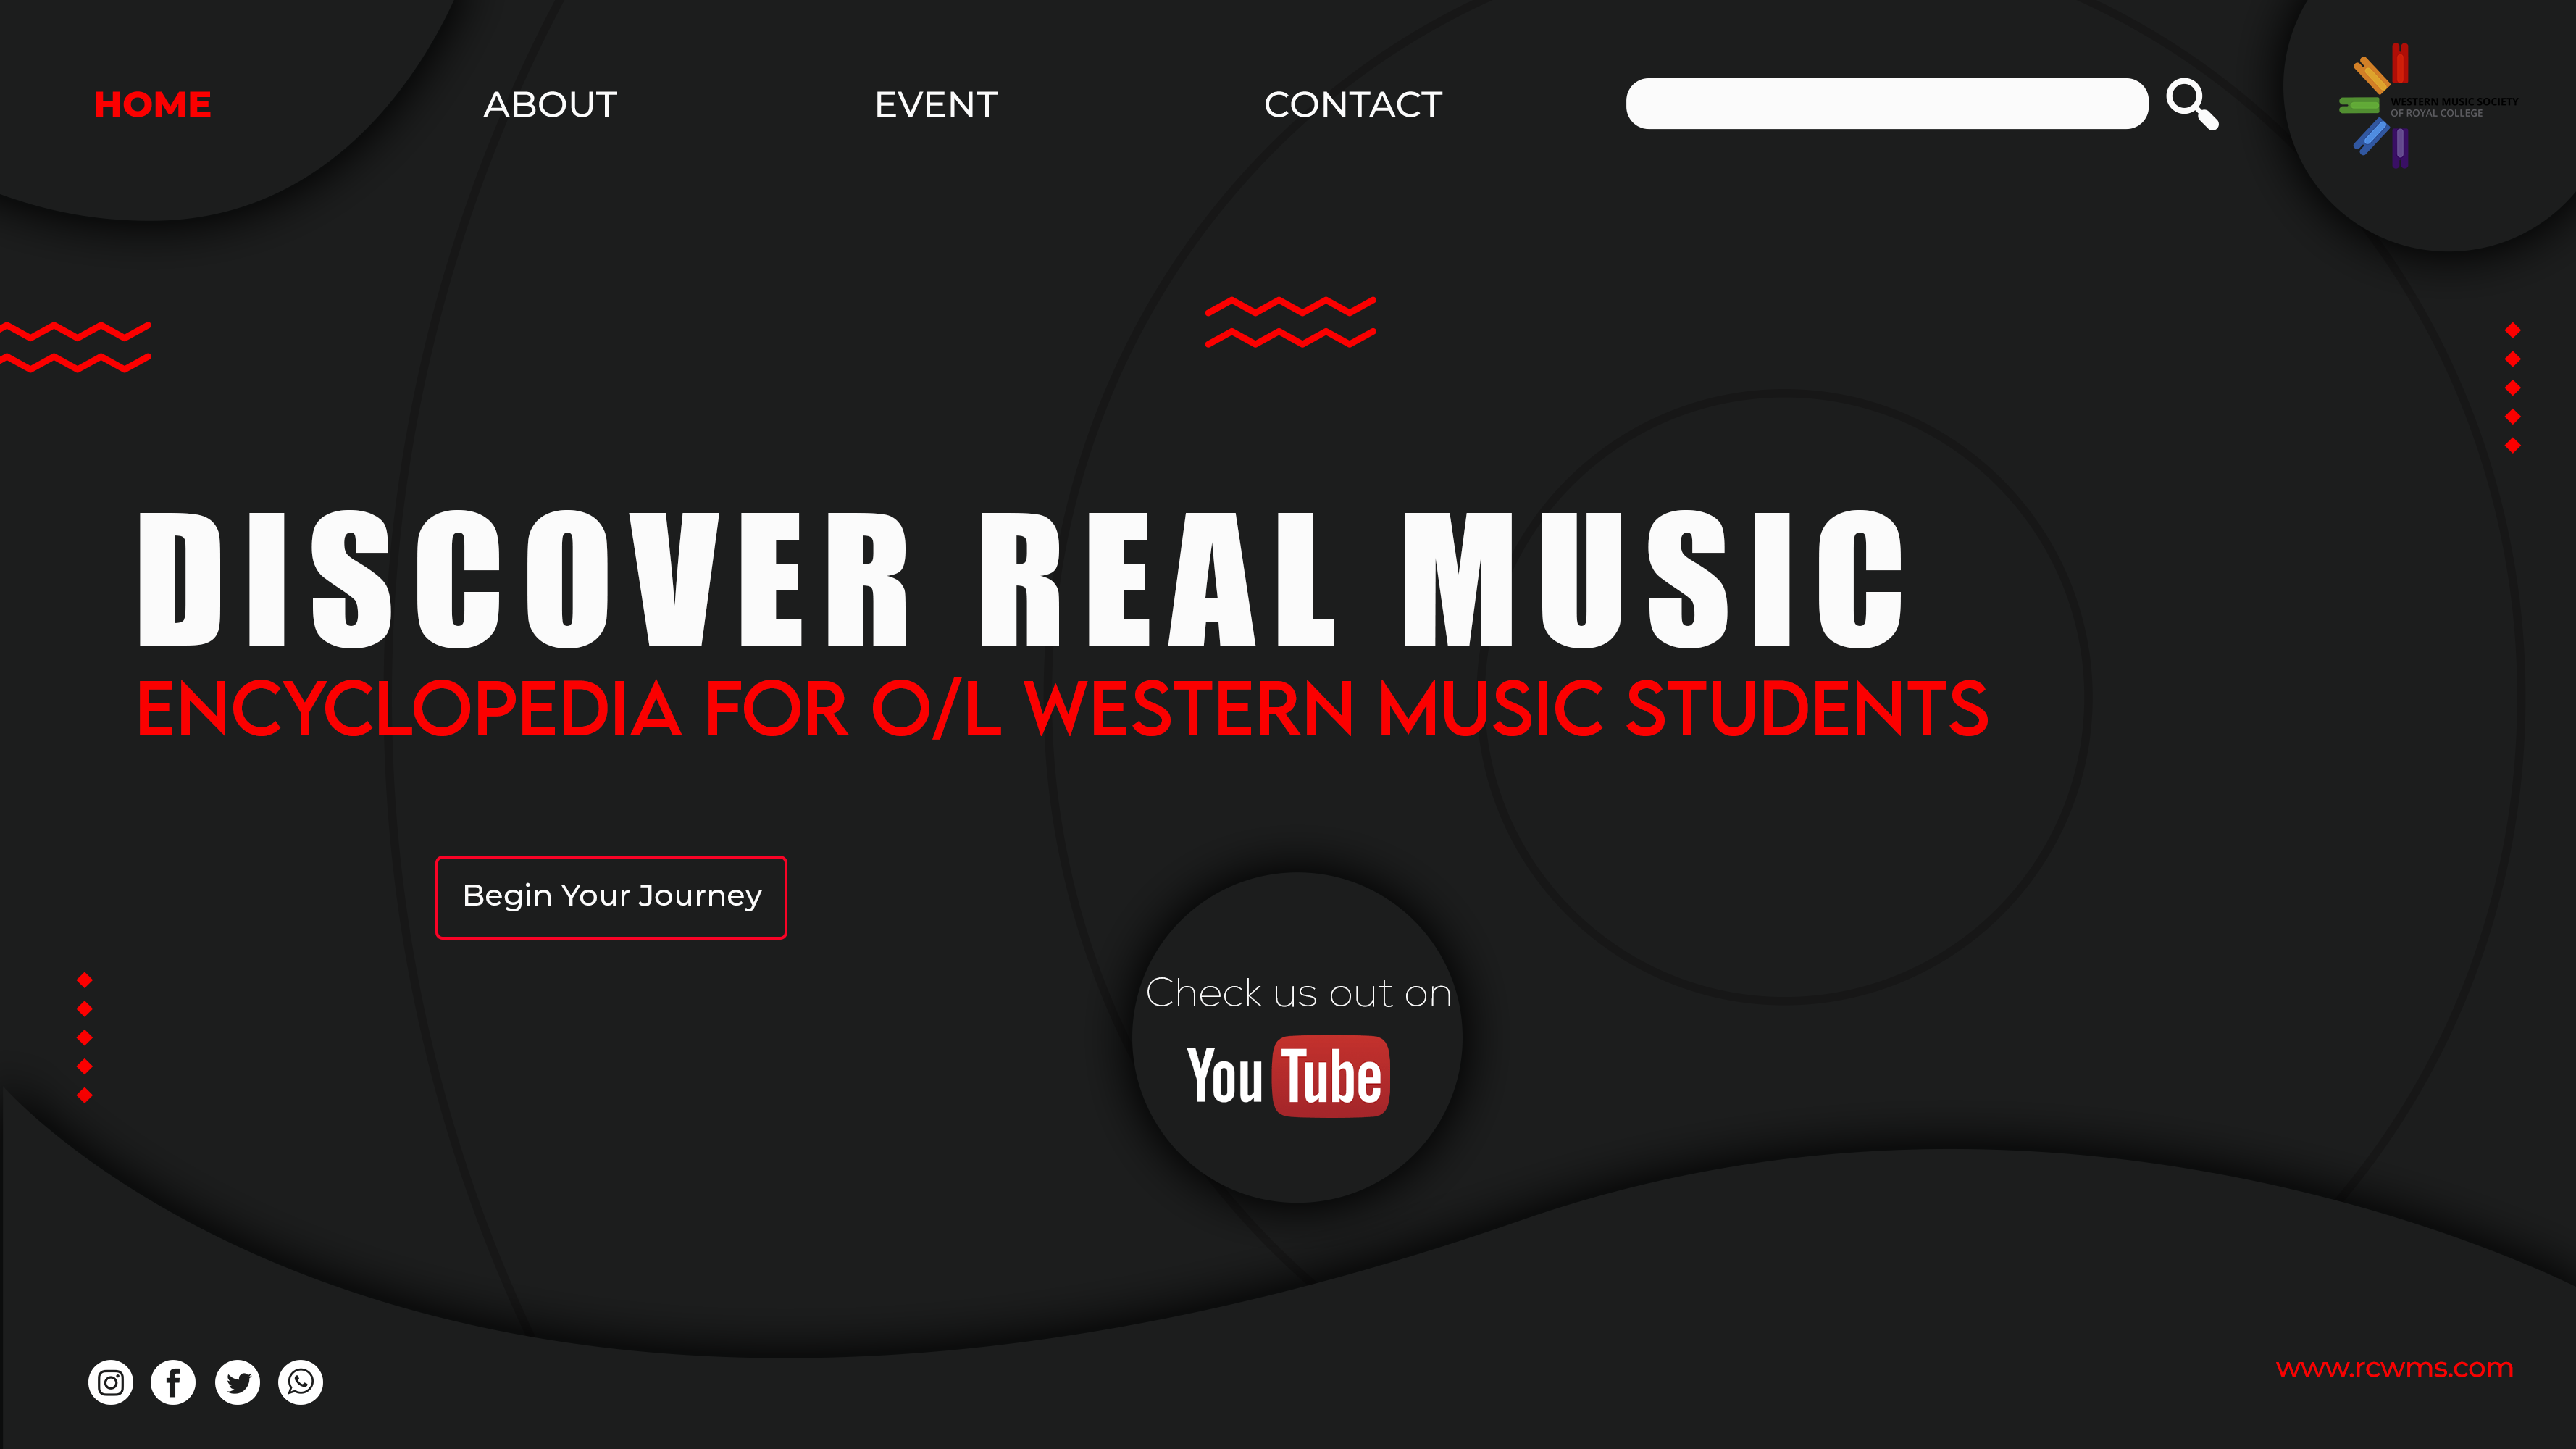 HOME
ABOUT
EVENT
CONTACT
WESTERN MUSIC SOCIETY
OF ROYAL COLLEGE
DISCOVER REAL MUSIC
ENCYCLOPEDIA FOR O/L WESTERN MUSIC STUDENTS
Begin Your Journey
Check us out on
YouTube
www.rcwms.com